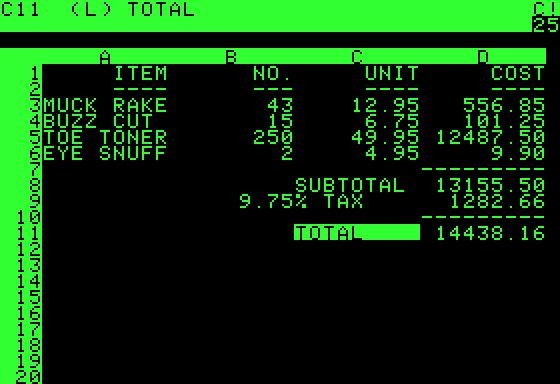 C11 (L) TOTAL C!
25
A B C D
1 ITEM NO. UNIT COST
2 ---- --- ---- ----
3 MUCK RAKE 43 12.95 556.85
4 BUZZ CUT 15 6.75 101.25
5 TOE TONER 250 49.95 12487.50
6 EYE SNUFF 2 4.95 9.90
7 ---------
8 SUBTOTAL 13155.50
9 9.75% TAX 1282.66
10 ---------
11 TOTAL 14438.16
12
13
14
15
16
17
18
19
20